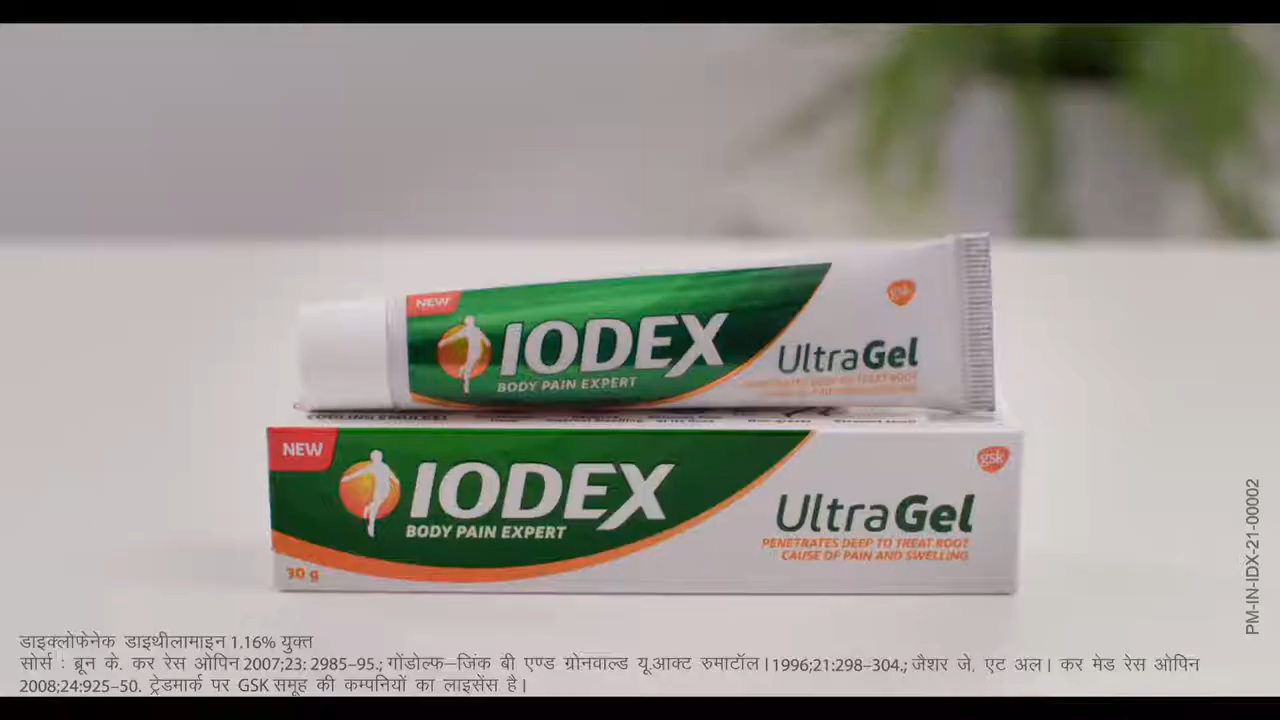 NEW
gsk
IODEX
BODY PAIN EXPERT
UltraGel
NEW
gsk
IODEX
BODY PAIN EXPERT
UltraGel
PENETRATES DEEP TO TREAT ROOT
CAUSE OF PAIN AND SWELLING
30 g
PM-IN-IDX-21-00002
डाइक्लोफेनेक डाइथीलामाइन 1.16% युक्त
सोर्स : ब्रून के. कर रेस ओपिन 2007;23: 2985–95.; गोंडोल्फ–जिंक बी एण्ड ग्रोनवाल्ड यू आक्ट रुमाटॉल | 1996;21:298–304.; जैशर जे. एट अल। कर मेड रेस ओपिन
2008;24:925–50. ट्रेडमार्क पर GSK समूह की कम्पनियों का लाइसेंस है।